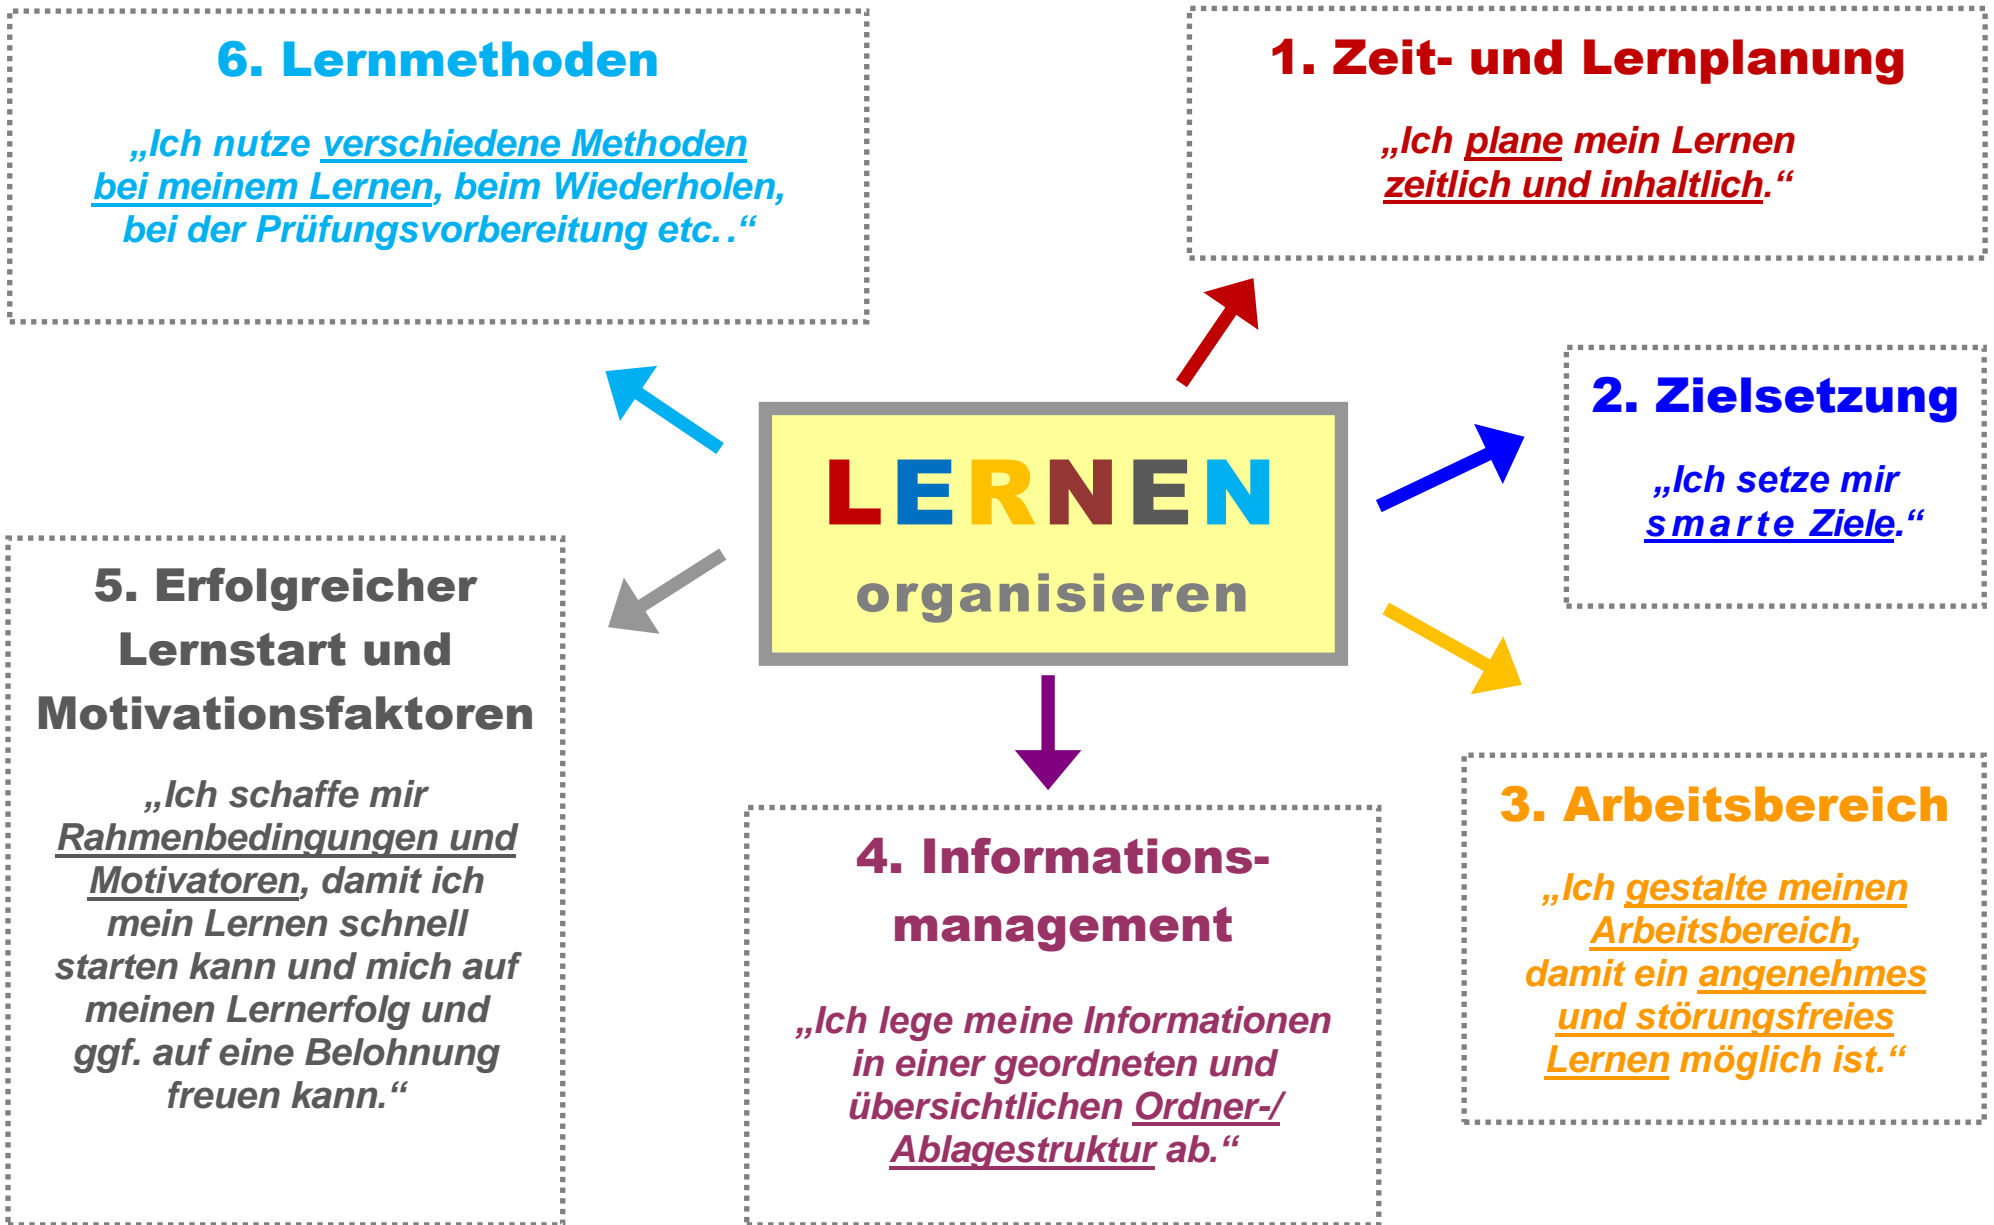 LERNEN
organisieren
1. Zeit- und Lernplanung
„Ich plane mein Lernen
zeitlich und inhaltlich.“
2. Zielsetzung
„Ich setze mir
smarte Ziele.“
3. Arbeitsbereich
„Ich gestalte meinen
Arbeitsbereich,
damit ein angenehmes
und störungsfreies
Lernen möglich ist.“
4. Informations-
management
„Ich lege meine Informationen
in einer geordneten und
übersichtlichen Ordner-/
Ablagestruktur ab.“
5. Erfolgreicher
Lernstart und
Motivationsfaktoren
„Ich schaffe mir
Rahmenbedingungen und
Motivatoren, damit ich
mein Lernen schnell
starten kann und mich auf
meinen Lernerfolg und
ggf. auf eine Belohnung
freuen kann.“
6. Lernmethoden
„Ich nutze verschiedene Methoden
bei meinem Lernen, beim Wiederholen,
bei der Prüfungsvorbereitung etc. .“